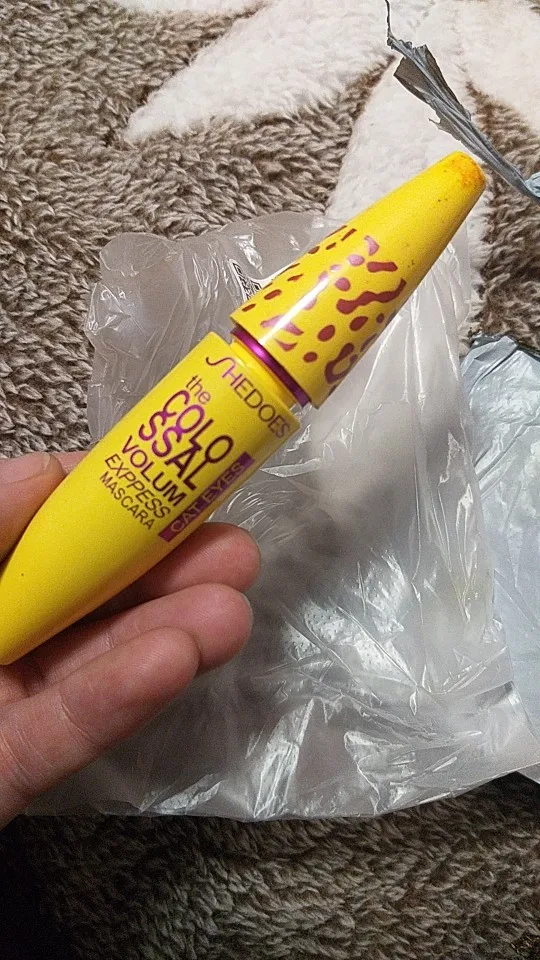 SHEDOES
the
COLO
SSAL
VOLUM
EXPPESS
MASCARA
CAT EYES